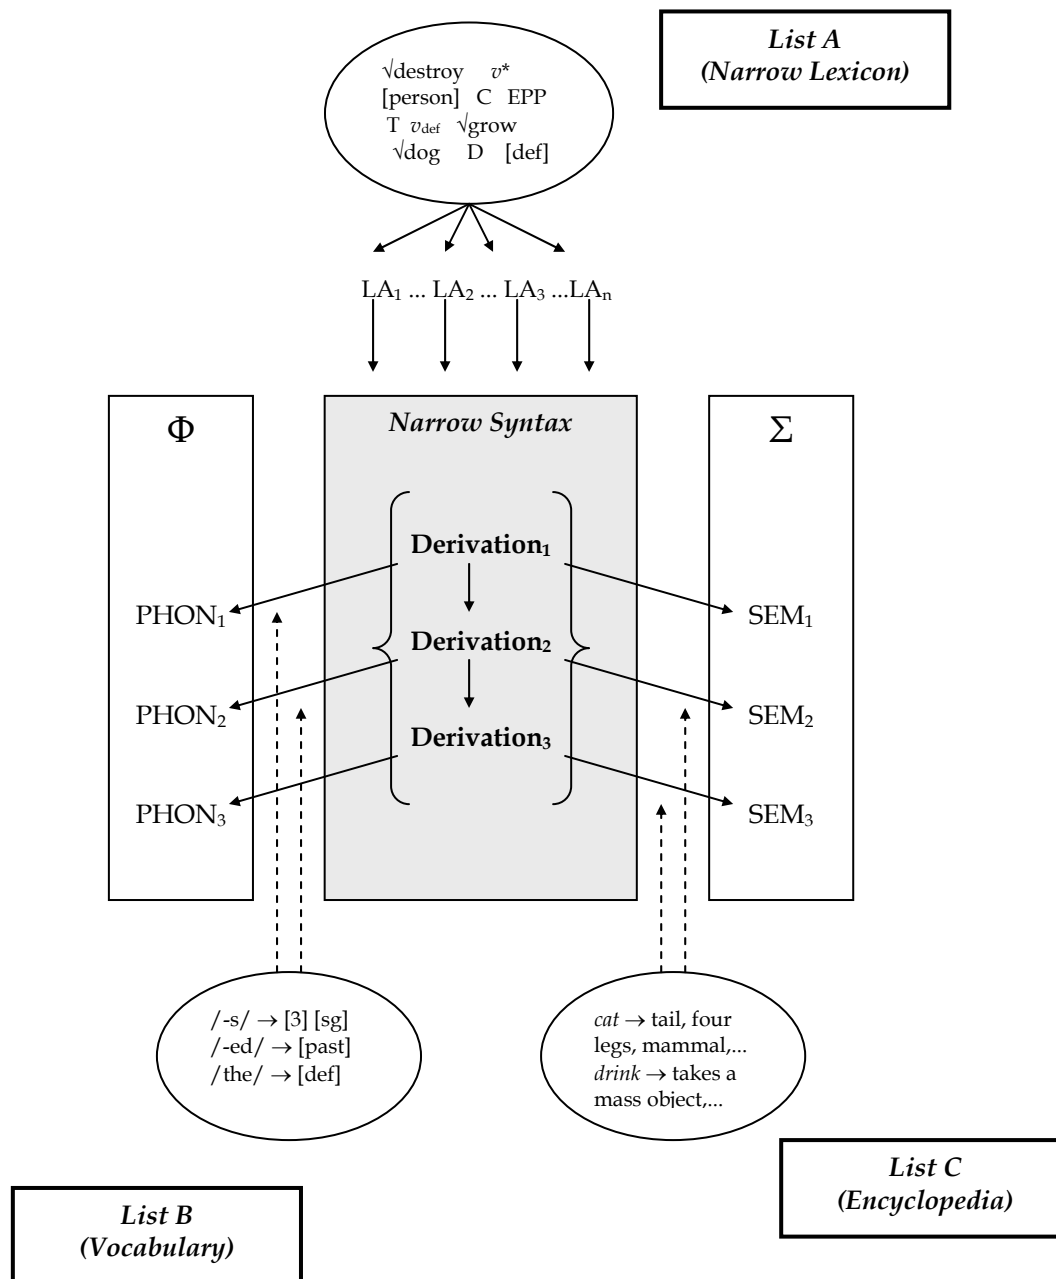 List A
(Narrow Lexicon)
√destroy v*
[person] C EPP
T v_def √grow
√dog D [def]
LA₁ ... LA₂ ... LA₃ ...LAₙ
Φ
Narrow Syntax
Σ
Derivation₁
PHON₁
SEM₁
Derivation₂
PHON₂
SEM₂
Derivation₃
PHON₃
SEM₃
/-s/ → [3] [sg]
/-ed/ → [past]
/the/ → [def]
cat → tail, four
legs, mammal,...
drink → takes a
mass object,...
List C
(Encyclopedia)
List B
(Vocabulary)